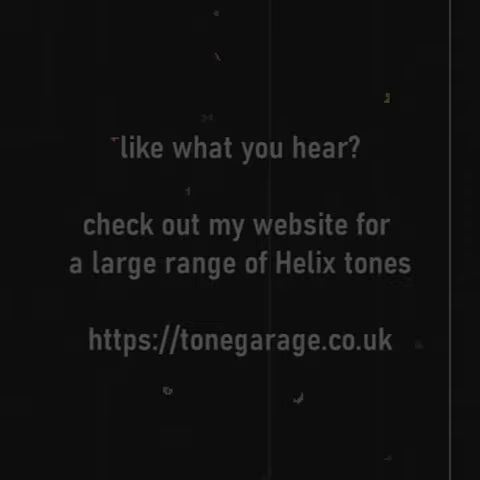 like what you hear?
check out my website for
a large range of Helix tones
https://tonegarage.co.uk